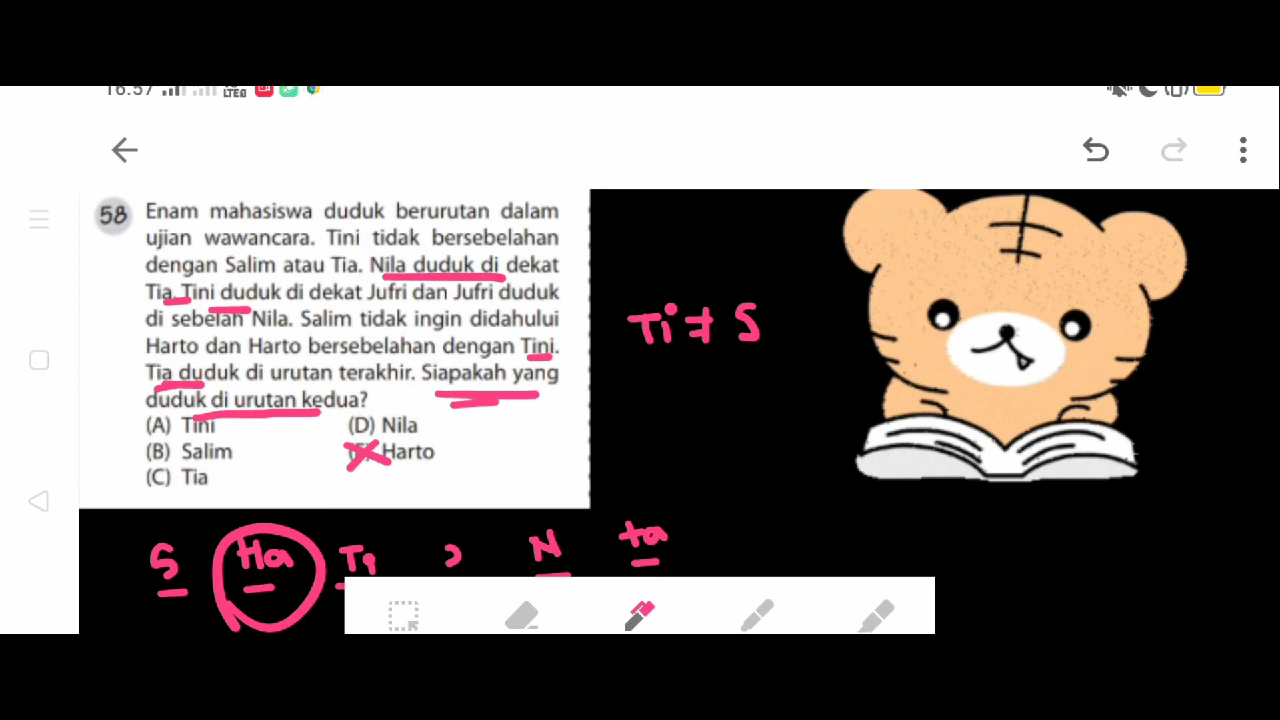 16.57 LTE
58 Enam mahasiswa duduk berurutan dalam
ujian wawancara. Tini tidak bersebelahan
dengan Salim atau Tia. Nila duduk di dekat
Tia. Tini duduk di dekat Jufri dan Jufri duduk
di sebelah Nila. Salim tidak ingin didahului
Harto dan Harto bersebelahan dengan Tini.
Tia duduk di urutan terakhir. Siapakah yang
duduk di urutan kedua?
(A) Tini (D) Nila
(B) Salim Harto
(C) Tia
Ti ≠ S
S Ha Ti N ta